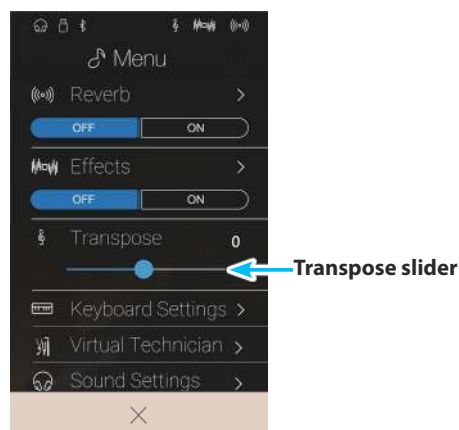 Menu
Reverb
OFF ON
Effects
OFF ON
Transpose 0
Transpose slider
Keyboard Settings
Virtual Technician
Sound Settings